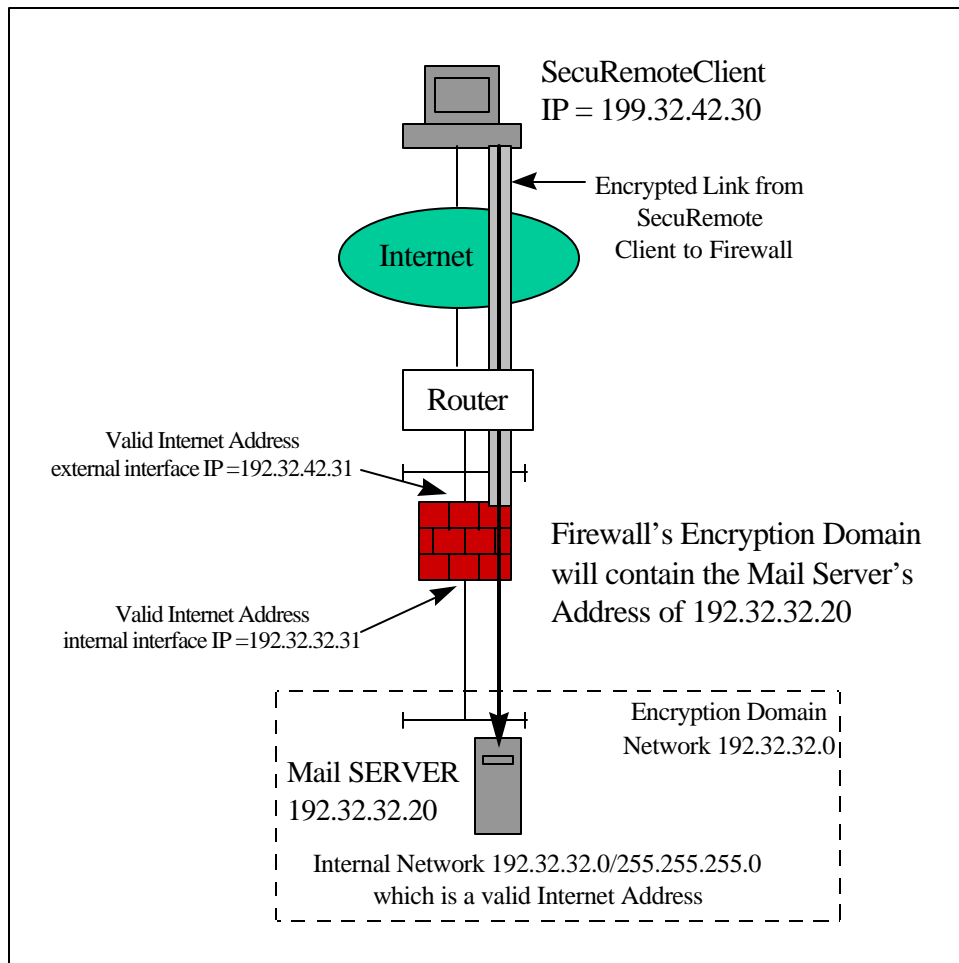 SecuRemoteClient
IP = 199.32.42.30
Encrypted Link from
SecuRemote
Client to Firewall
Internet
Router
Valid Internet Address
external interface IP =192.32.42.31
Firewall's Encryption Domain
will contain the Mail Server's
Address of 192.32.32.20
Valid Internet Address
internal interface IP =192.32.32.31
Encryption Domain
Network 192.32.32.0
Mail SERVER
192.32.32.20
Internal Network 192.32.32.0/255.255.255.0
which is a valid Internet Address